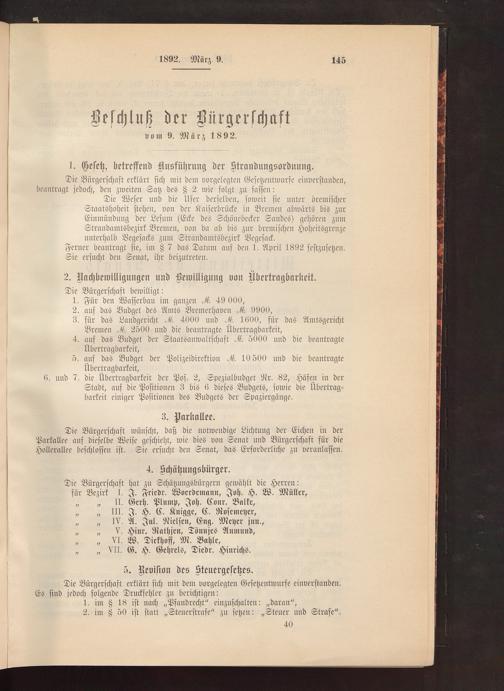 1892. März 9. 145
Beschluß der Bürgerschaft
vom 9. März 1892.
1. Gesetz, betreffend Ausführung der Strandungsordnung.
Die Bürgerschaft erklärt sich mit dem vorgelegten Gesetzentwurfe einverstanden,
beantragt jedoch, den zweiten Satz des § 2 wie folgt zu fassen:
Die Weser und die Ufer derselben, soweit sie unter bremischer
Staatshoheit stehen, von der Kaiserbrücke in Bremen abwärts bis zur
Einmündung der Lesum (Ecke des Schönebecker Sandes) gehören zum
Strandamtsbezirk Bremen, von da ab bis zur bremischen Hoheitsgrenze
unterhalb Vegesacks zum Strandamtsbezirk Vegesack.
Ferner beantragt sie, im § 7 das Datum auf den 1. April 1892 festzusetzen.
Sie ersucht den Senat, ihr beizutreten.
2. Nachbewilligungen und Bewilligung von Übertragbarkeit.
Die Bürgerschaft bewilligt:
1. Für den Wasserbau im ganzen ℳ 49 000,
2. auf das Budget des Amts Bremerhaven ℳ 9900,
3. für das Landgericht ℳ 4000 und ℳ 1600, für das Amtsgericht
Bremen ℳ 2500 und die beantragte Übertragbarkeit,
4. auf das Budget der Staatsanwaltschaft ℳ 5000 und die beantragte
Übertragbarkeit,
5. auf das Budget der Polizeidirektion ℳ 10 500 und die beantragte
Übertragbarkeit,
6. und 7. die Übertragbarkeit der Pos. 2, Spezialbudget Nr. 82, Häfen in der
Stadt, auf die Positionen 3 bis 6 dieses Budgets, sowie die Übertrag-
barkeit einiger Positionen des Budgets der Spaziergänge.
3. Parkallee.
Die Bürgerschaft wünscht, daß die notwendige Lichtung der Eichen in der
Parkallee auf dieselbe Weise geschieht, wie dies von Senat und Bürgerschaft für die
Hollerallee beschlossen ist. Sie ersucht den Senat, das Erforderliche zu veranlassen.
4. Schätzungsbürger.
Die Bürgerschaft hat zu Schätzungsbürgern gewählt die Herren:
für Bezirk I. J. Friedr. Woerdemann, Joh. H. W. Müller,
„ „ II. Gerh. Plump, Joh. Conr. Balke,
„ „ III. J. H. C. Knigge, C. Rosemeyer,
„ „ IV. A. Jul. Nielsen, Eng. Meyer jun.,
„ „ V. Hinr. Rathjen, Tönnjes Aumund,
„ „ VI. W. Dickhoff, M. Bahle,
„ „ VII. G. H. Gehrels, Diedr. Hinrichs.
5. Revision des Steuergesetzes.
Die Bürgerschaft erklärt sich mit dem vorgelegten Gesetzentwurfe einverstanden.
Es sind jedoch folgende Druckfehler zu berichtigen:
1. im § 18 ist nach „Pfandrecht“ einzuschalten: „daran“,
2. im § 50 ist statt „Steuerstrafe“ zu setzen: „Steuer und Strafe“.
40